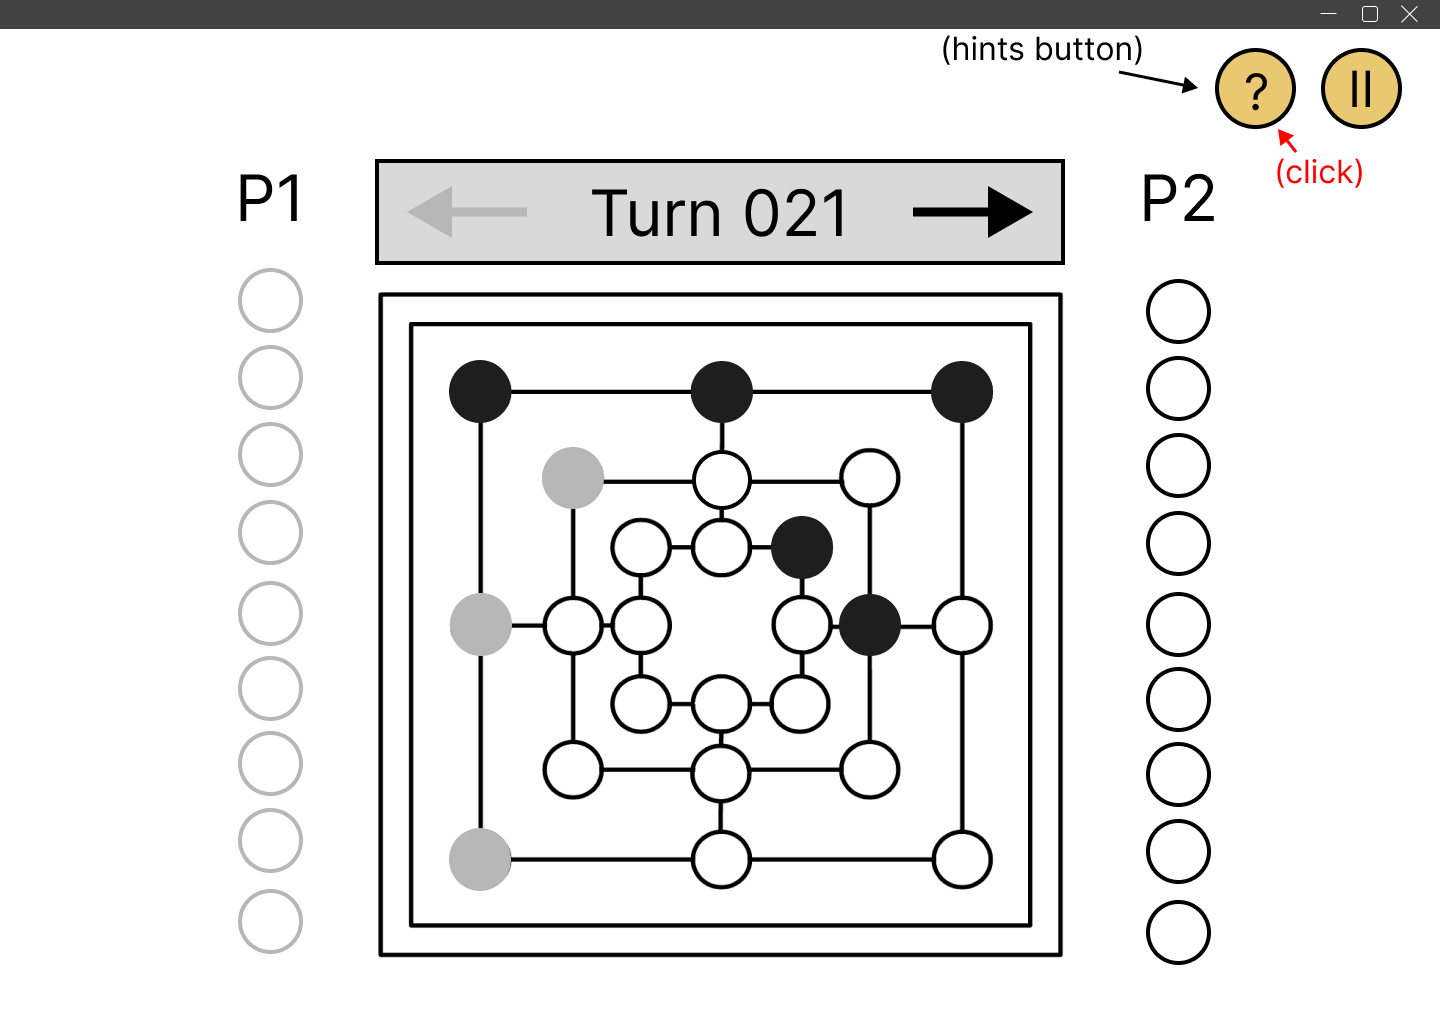 (hints button)
?
||
(click)
P1
Turn 021
P2